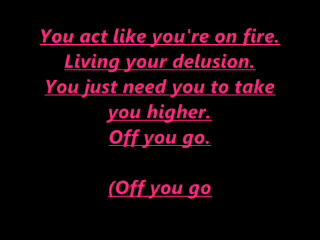 You act like you're on fire.
Living your delusion.
You just need you to take
you higher.
Off you go.
(Off you go